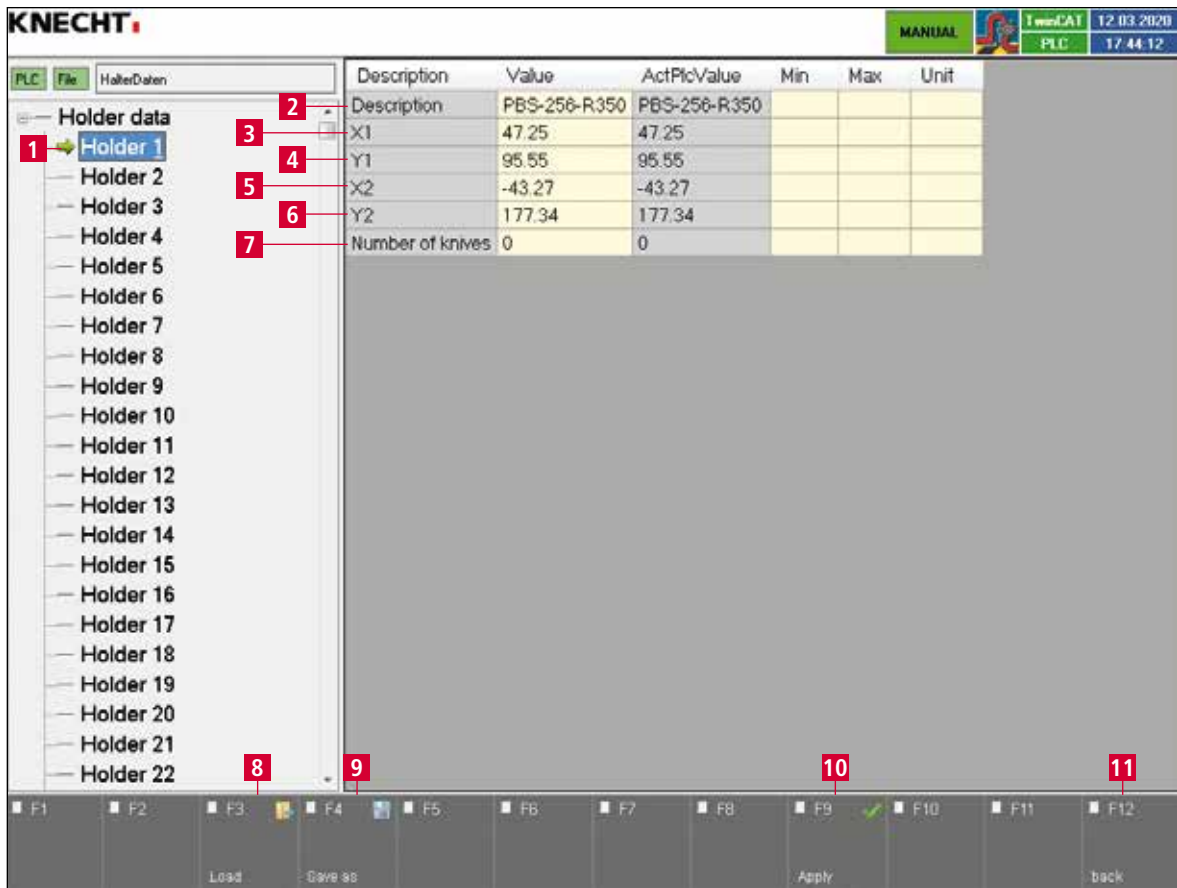 KNECHT
MANUAL
TwinCAT 12.03.2020
PLC 17:44:12
PLC File HalterDaten
Description Value ActPlcValue Min Max Unit
2 Description PBS-256-R350 PBS-256-R350
3 X1 47.25 47.25
4 Y1 95.55 95.55
5 X2 -43.27 -43.27
6 Y2 177.34 177.34
7 Number of knives 0 0
Holder data
1 Holder 1
Holder 2
Holder 3
Holder 4
Holder 5
Holder 6
Holder 7
Holder 8
Holder 9
Holder 10
Holder 11
Holder 12
Holder 13
Holder 14
Holder 15
Holder 16
Holder 17
Holder 18
Holder 19
Holder 20
Holder 21
Holder 22
8 9 10 11
F1 F2 F3 F4 F5 F6 F7 F8 F9 F10 F11 F12
Load Save as Apply back